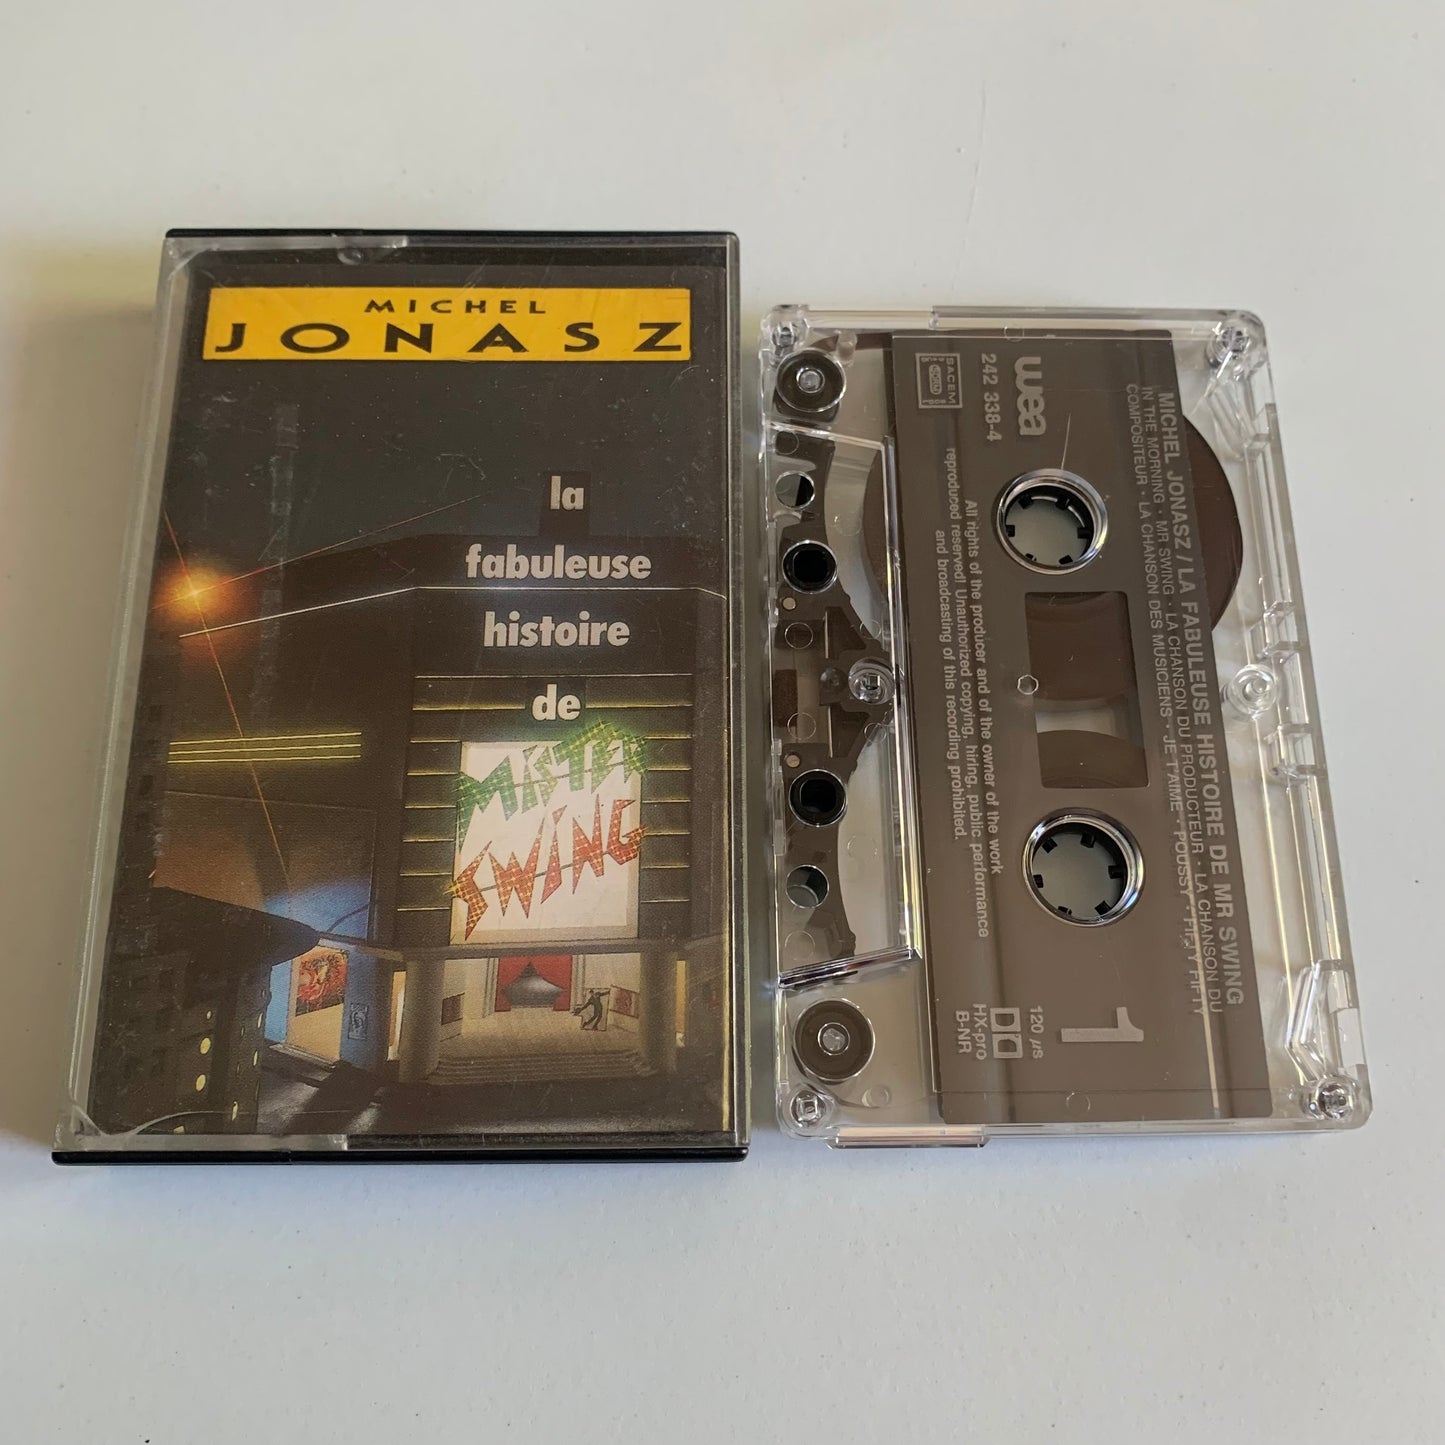 MICHEL
JONASZ
la
fabuleuse
histoire
de
MISTER
SWING
MICHEL JONASZ / LA FABULEUSE HISTOIRE DE MR SWING
IN THE MORNING · MR SWING · LA CHANSON DU PRODUCTEUR · LA CHANSON DU
COMPOSITEUR · LA CHANSON DES MUSICIENS · JE T'AIME · POUSSY · FIFTY FIFTY
wea
242 338-4
SACEM
All rights of the producer and of the owner of the work
reproduced reserved! Unauthorized copying, hiring, public performance
and broadcasting of this recording prohibited.
1
120 µs
HX-pro
B-NR